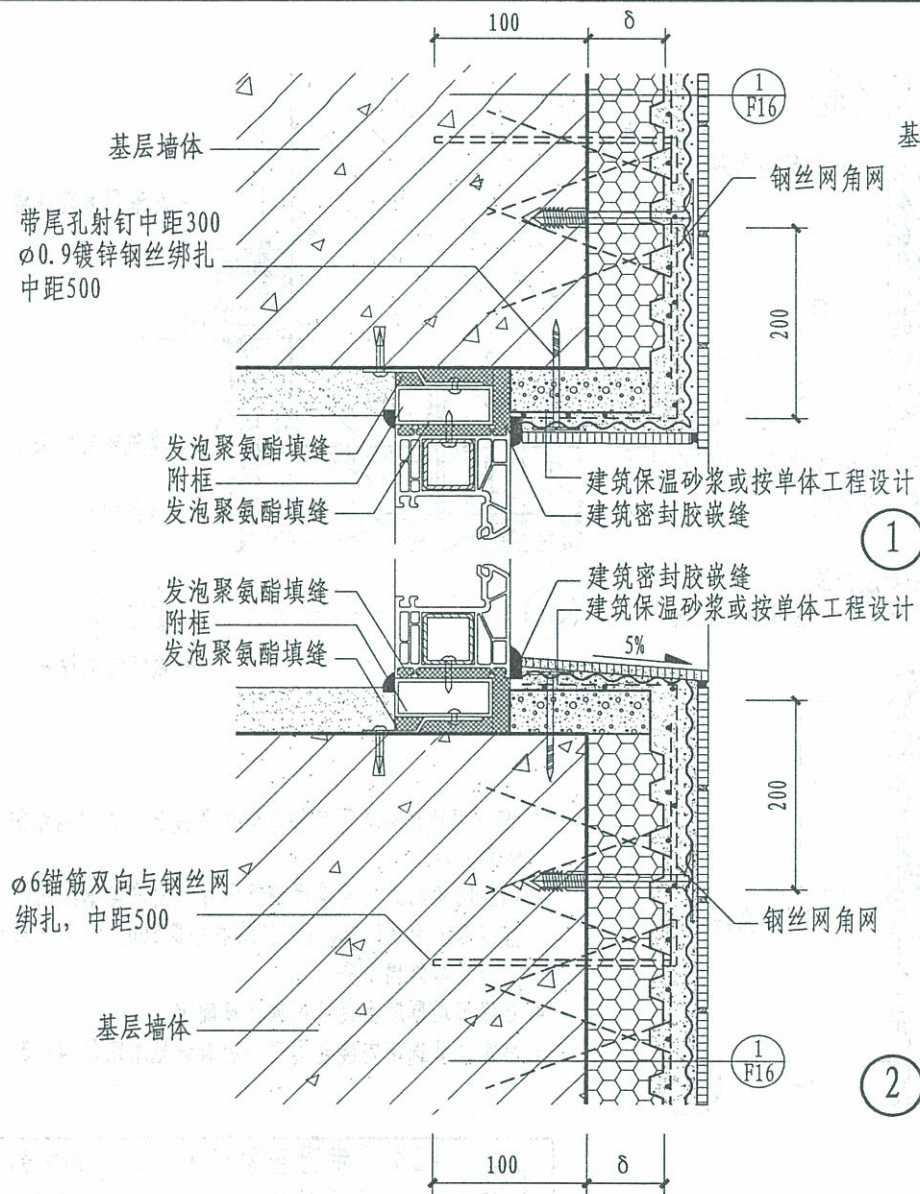 100
δ
1
F16
基
基层墙体
钢丝网角网
带尾孔射钉中距300
Ø0.9镀锌钢丝绑扎
中距500
200
发泡聚氨酯填缝
附框
发泡聚氨酯填缝
建筑保温砂浆或按单体工程设计
建筑密封胶嵌缝
1
发泡聚氨酯填缝
附框
发泡聚氨酯填缝
建筑密封胶嵌缝
建筑保温砂浆或按单体工程设计
5%
200
Ø6锚筋双向与钢丝网
绑扎，中距500
钢丝网角网
基层墙体
1
F16
2
100
δ